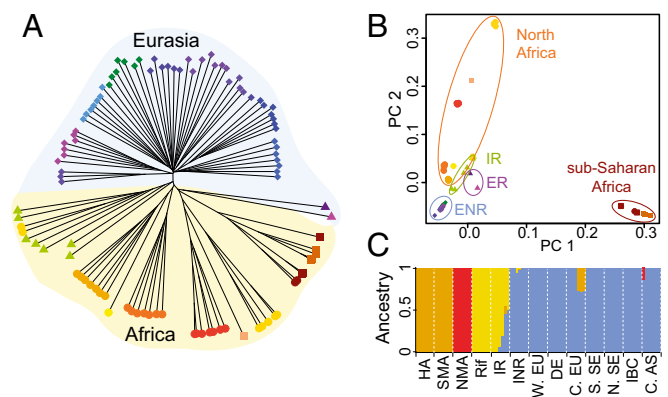 A
Eurasia
Africa
B
PC 2
0.3
0.2
0.1
0.0
North
Africa
IR
ER
ENR
sub-Saharan
Africa
0.0
0.1
0.2
0.3
PC 1
C
Ancestry
1
0.5
0
HA
SMA
NMA
Rif
IR
INR
W. EU
DE
C. EU
S. SE
N. SE
IBC
C. AS